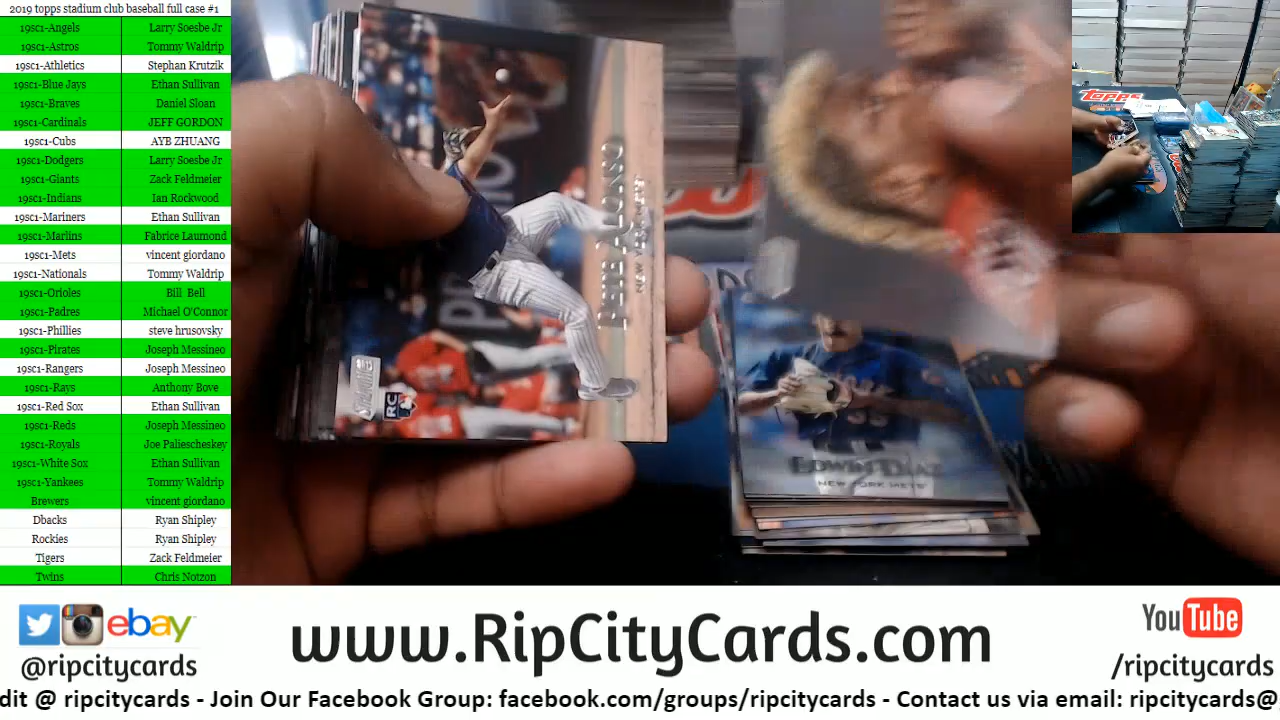 2019 topps stadium club baseball full case #1
19sc1-Angels Larry Soesbe Jr
19sc1-Astros Tommy Waldrip
19sc1-Athletics Stephan Krutzik
19sc1-Blue Jays Ethan Sullivan
19sc1-Braves Daniel Sloan
19sc1-Cardinals JEFF GORDON
19sc1-Cubs AYB ZHUANG
19sc1-Dodgers Larry Soesbe Jr
19sc1-Giants Zack Feldmeier
19sc1-Indians Ian Rockwood
19sc1-Mariners Ethan Sullivan
19sc1-Marlins Fabrice Laumond
19sc1-Mets vincent giordano
19sc1-Nationals Tommy Waldrip
19sc1-Orioles Bill Bell
19sc1-Padres Michael O'Connor
19sc1-Phillies steve hrusovsky
19sc1-Pirates Joseph Messineo
19sc1-Rangers Joseph Messineo
19sc1-Rays Anthony Bove
19sc1-Red Sox Ethan Sullivan
19sc1-Reds Joseph Messineo
19sc1-Royals Joe Paliescheskey
19sc1-White Sox Ethan Sullivan
19sc1-Yankees Tommy Waldrip
Brewers vincent giordano
Dbacks Ryan Shipley
Rockies Ryan Shipley
Tigers Zack Feldmeier
Twins Chris Notzon
PETE ALONSO
NEW YORK METS
RC
EDWIN DIAZ
NEW YORK METS
topps
ebay
@ripcitycards
www.RipCityCards.com
YouTube
/ripcitycards
dit @ ripcitycards - Join Our Facebook Group: facebook.com/groups/ripcitycards - Contact us via email: ripcitycards@